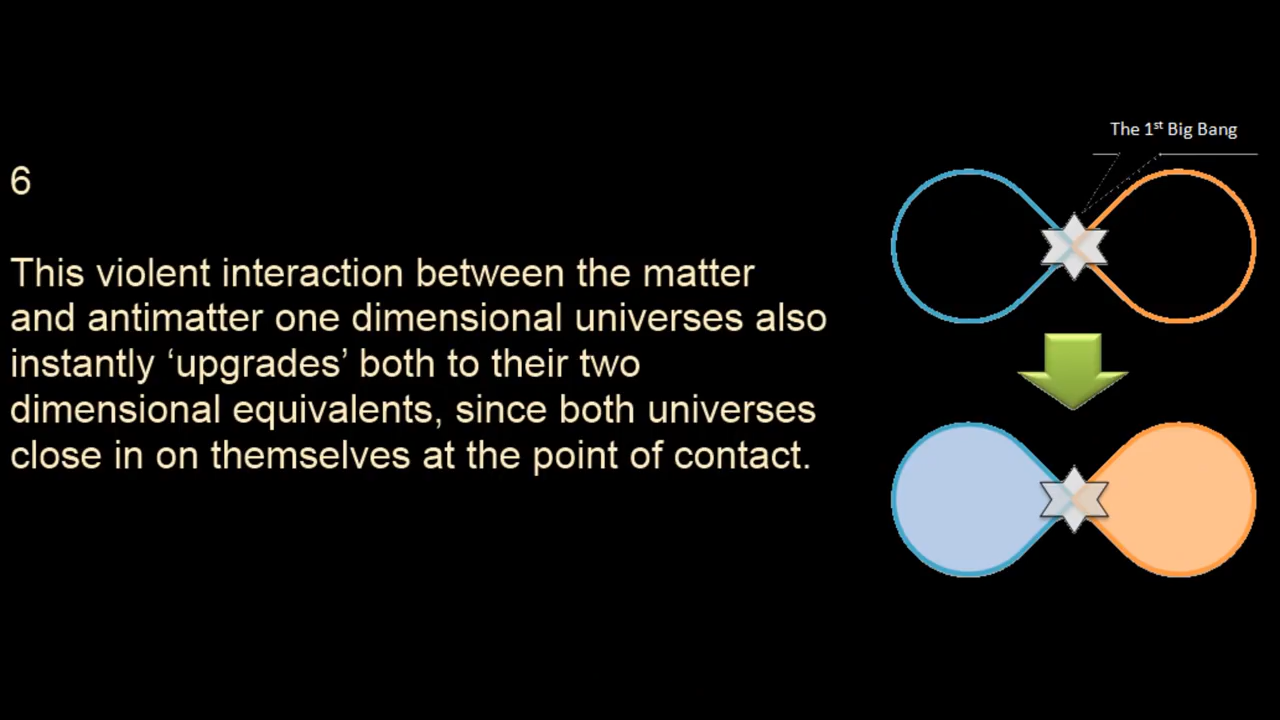 The 1st Big Bang
6
This violent interaction between the matter
and antimatter one dimensional universes also
instantly ‘upgrades’ both to their two
dimensional equivalents, since both universes
close in on themselves at the point of contact.